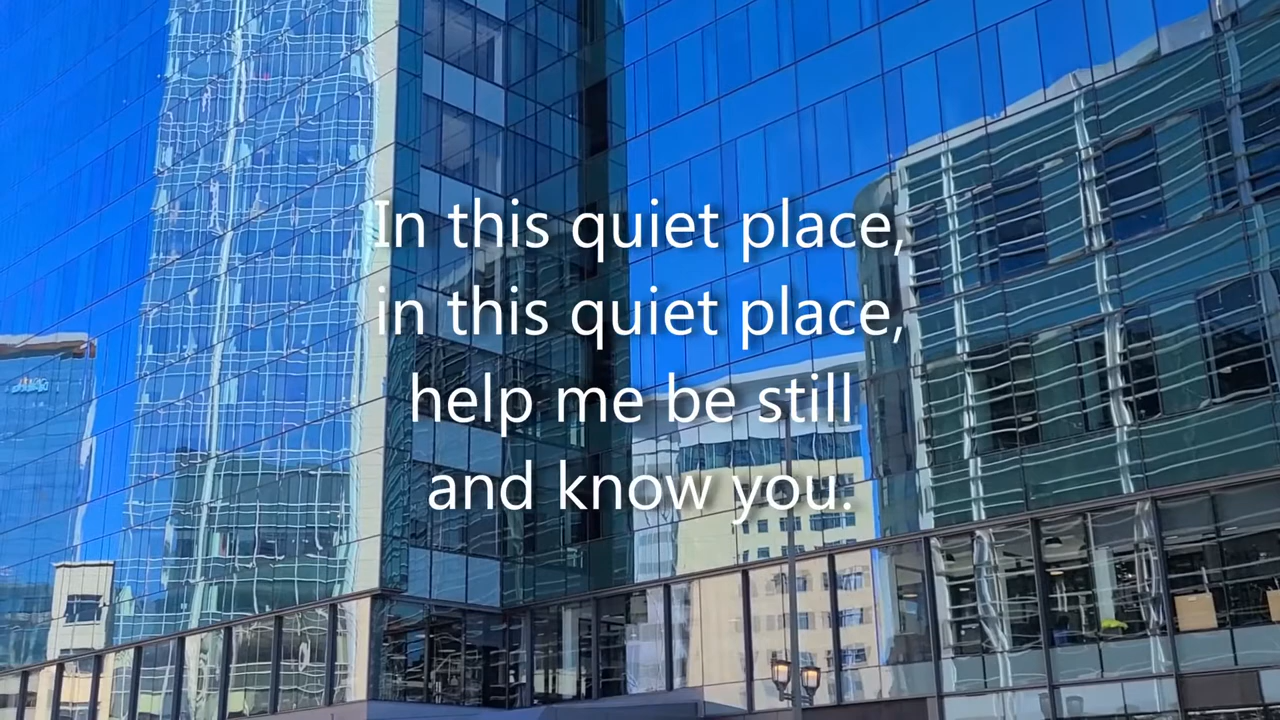 In this quiet place,
in this quiet place,
help me be still
and know you.